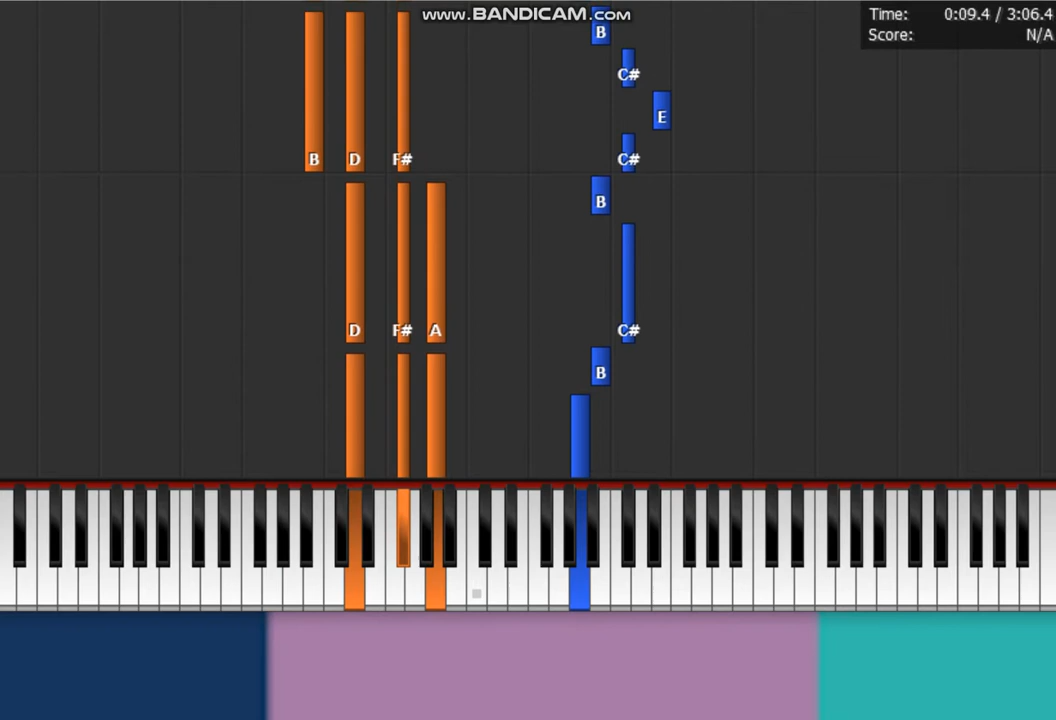 www.BANDICAM.com
Time: 0:09.4 / 3:06.4
Score: N/A
B
C#
E
B D F# C#
B
D F# A C#
B